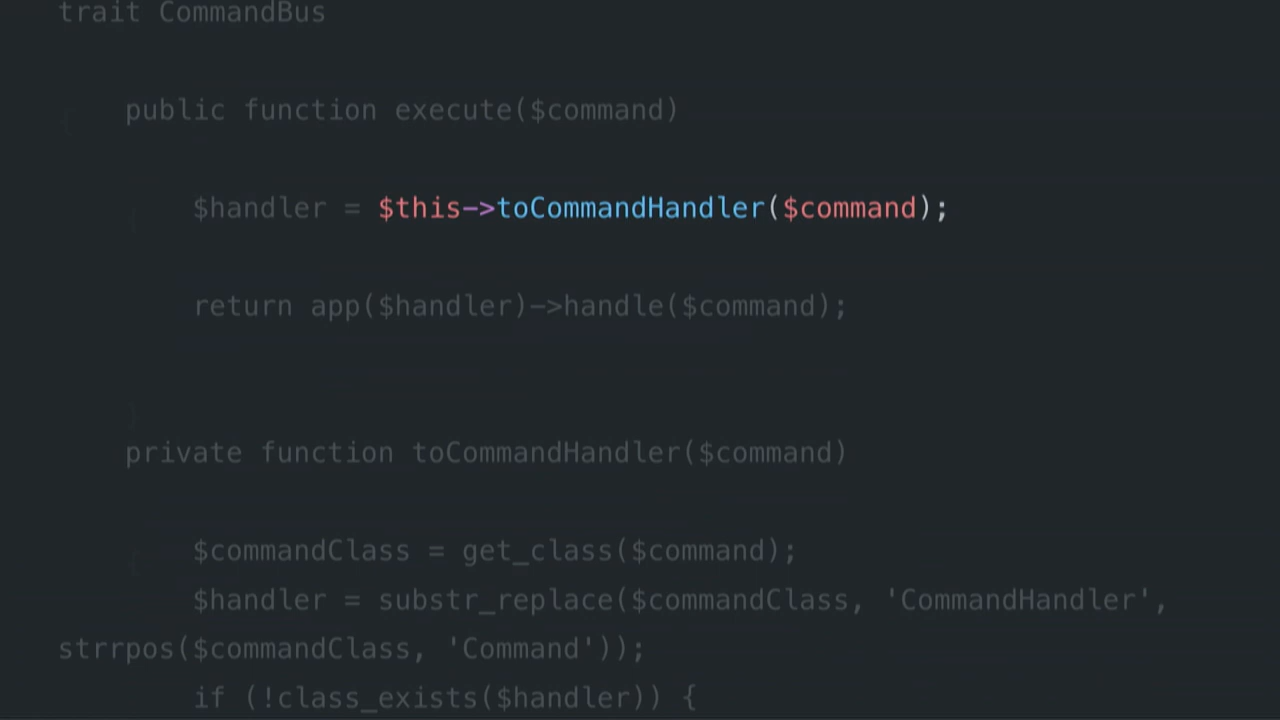 trait CommandBus
{
public function execute($command)
{
$handler = $this->toCommandHandler($command);
return app($handler)->handle($command);
}
private function toCommandHandler($command)
{
$commandClass = get_class($command);
$handler = substr_replace($commandClass, 'CommandHandler',
strrpos($commandClass, 'Command'));
if (!class_exists($handler)) {